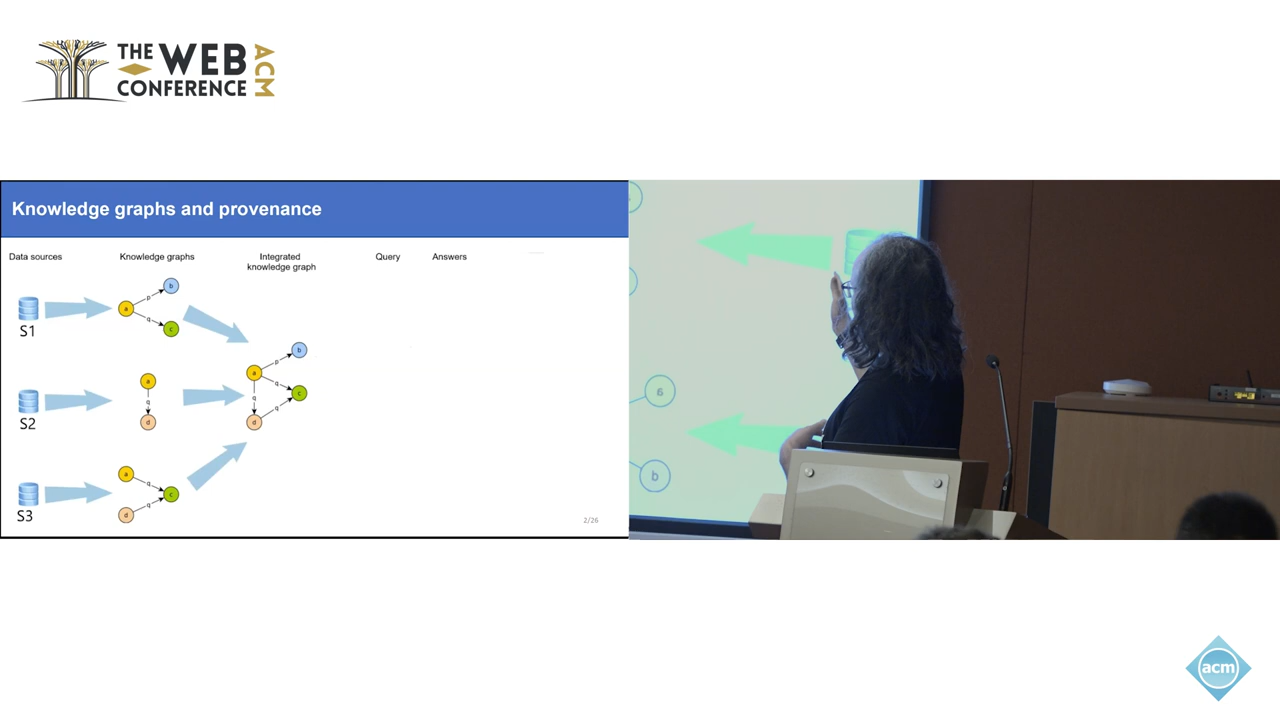 THE WEB
CONFERENCE
ACM
Knowledge graphs and provenance
Data sources
Knowledge graphs
Integrated
knowledge graph
Query
Answers
a
p
b
q
c
S1
a
q
d
S2
a
q
c
q
d
S3
a
p
b
q
c
q
d
q
2/26
a
b
acm